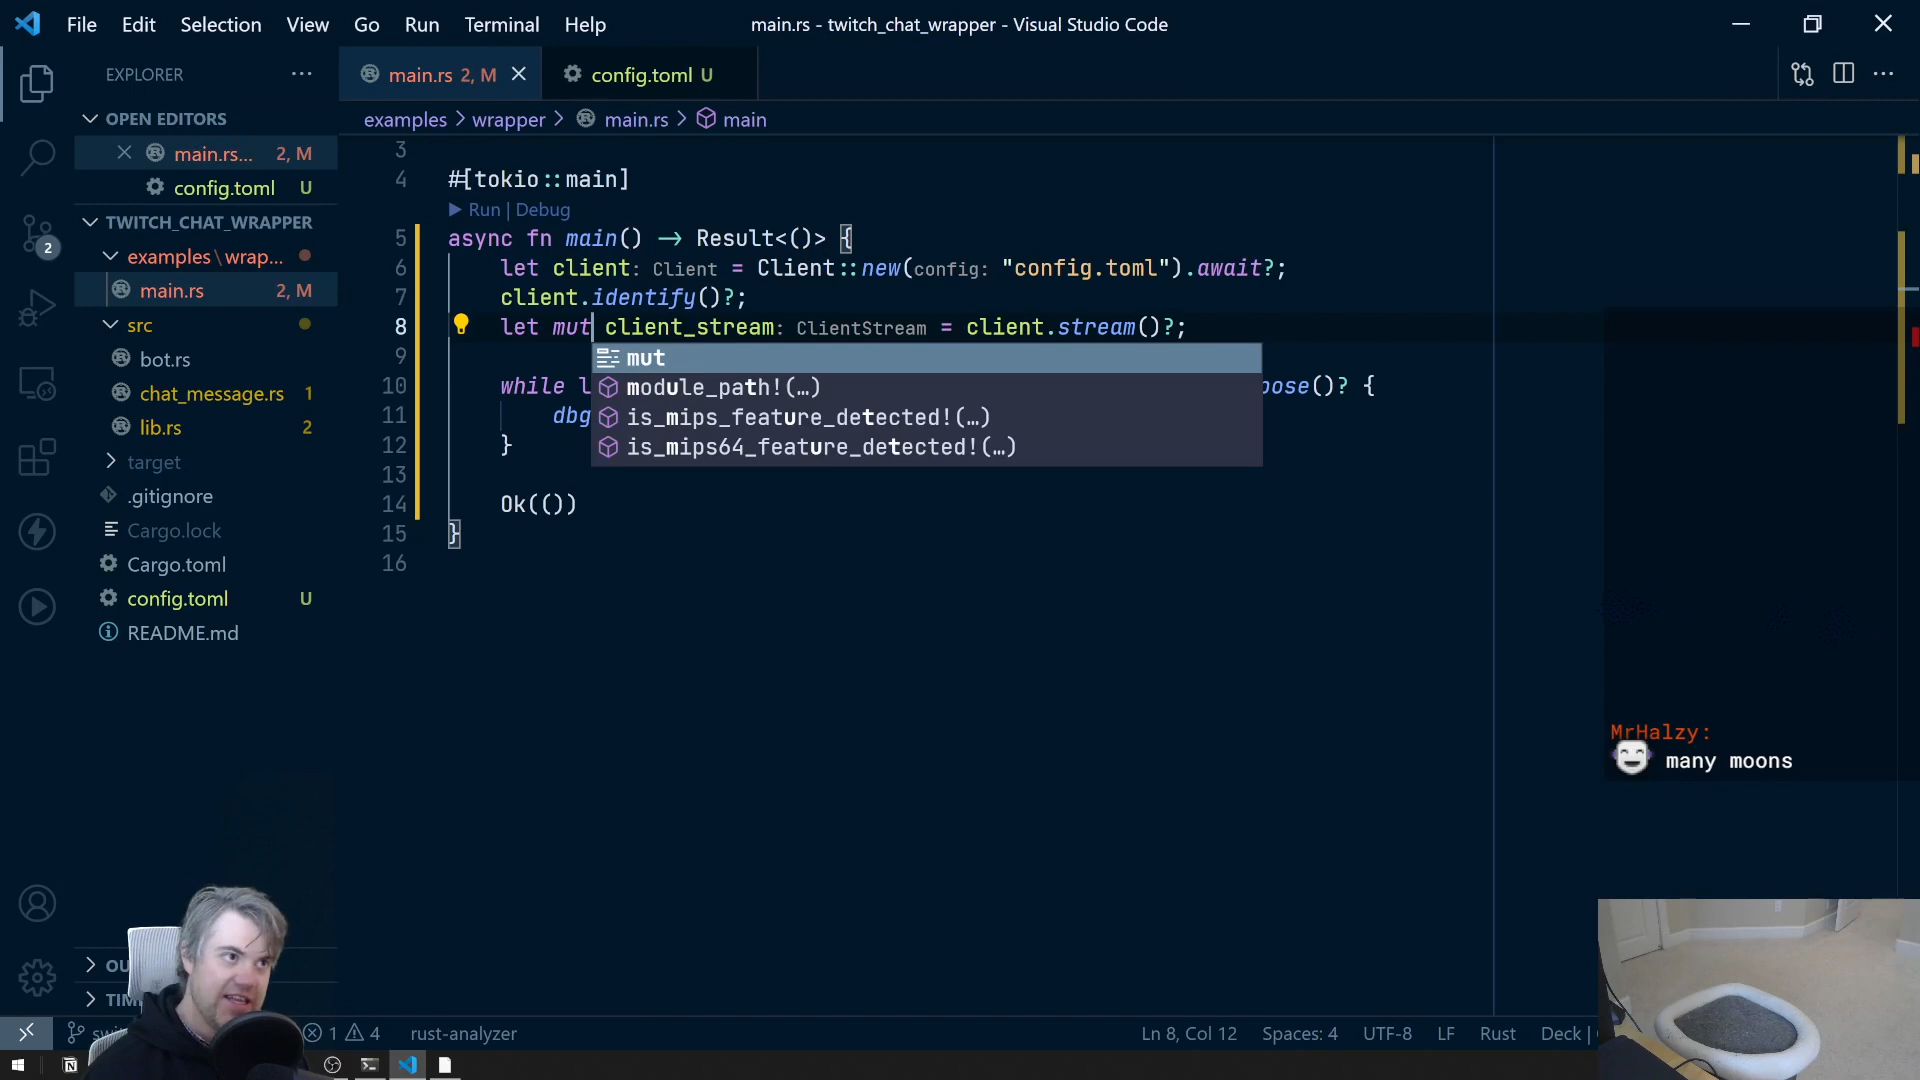 File Edit Selection View Go Run Terminal Help
main.rs - twitch_chat_wrapper - Visual Studio Code
EXPLORER
main.rs 2, M
config.toml U
OPEN EDITORS
main.rs... 2, M
config.toml U
TWITCH_CHAT_WRAPPER
examples\wrap...
main.rs 2, M
src
bot.rs
chat_message.rs 1
lib.rs 2
target
.gitignore
Cargo.lock
Cargo.toml
config.toml U
README.md
2
examples > wrapper > main.rs > main
3
4 #[tokio::main]
Run | Debug
5 async fn main() -> Result<()> {
6 let client: Client = Client::new(config: "config.toml").await?;
7 client.identify()?;
8 let mut client_stream: ClientStream = client.stream()?;
9
mut
module_path!(…)
is_mips_feature_detected!(…)
is_mips64_feature_detected!(…)
10 while l pose()? {
11 dbg
12 }
13
14 Ok(())
15 }
16
MrHalzy:
many moons
OU
TIM
sw
1 4
rust-analyzer
Ln 8, Col 12 Spaces: 4 UTF-8 LF Rust Deck |